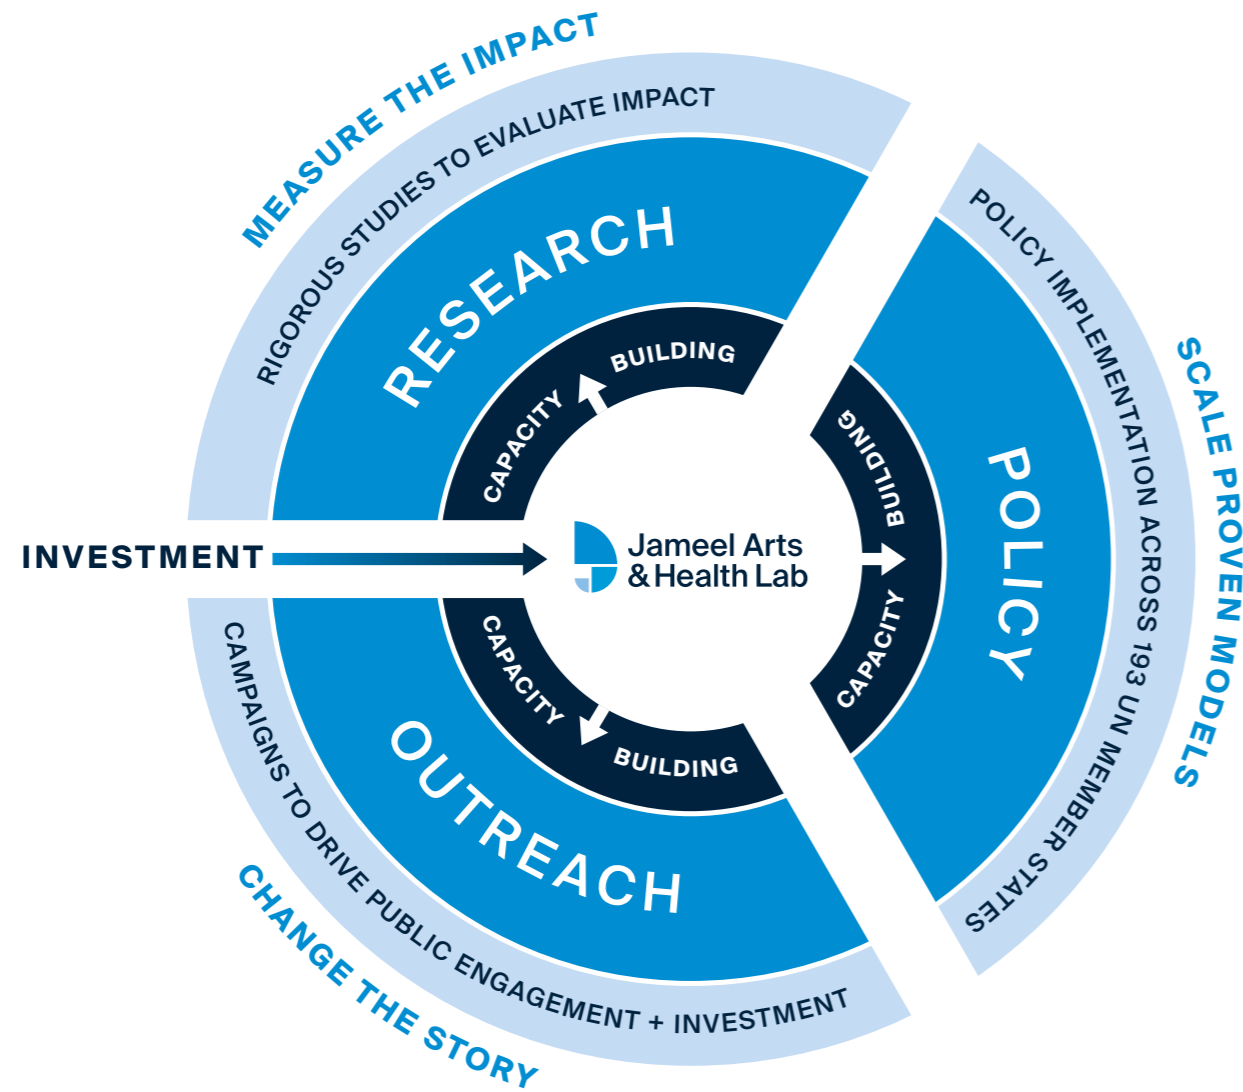 MEASURE THE IMPACT
RIGOROUS STUDIES TO EVALUATE IMPACT
RESEARCH
CAPACITY BUILDING
INVESTMENT
Jameel Arts
& Health Lab
POLICY IMPLEMENTATION ACROSS 193 UN MEMBER STATES
SCALE PROVEN MODELS
POLICY
CAPACITY BUILDING
CAPACITY BUILDING
OUTREACH
CAMPAIGNS TO DRIVE PUBLIC ENGAGEMENT + INVESTMENT
CHANGE THE STORY